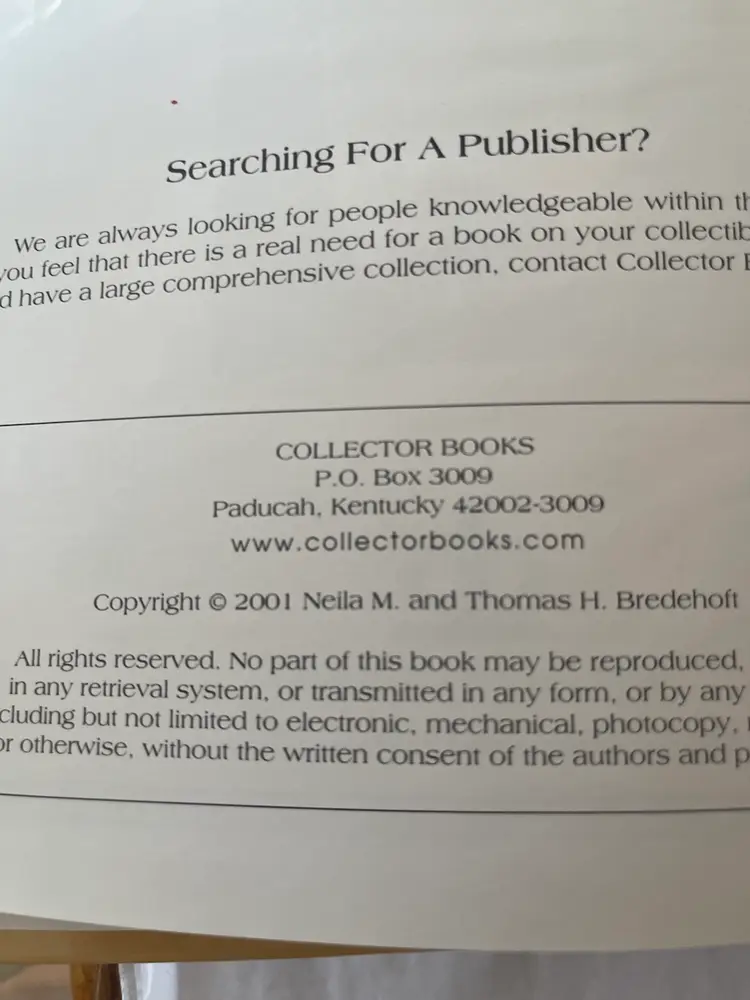 Searching For A Publisher?
We are always looking for people knowledgeable within
you feel that there is a real need for a book on your
have a large comprehensive collection, contact Collector
COLLECTOR BOOKS
P.O. Box 3009
Paducah, Kentucky 42002-3009
www.collectorbooks.com
Copyright © 2001 Neila M. and Thomas H. Bredehoft
All rights reserved. No part of this book may be reproduced,
in any retrieval system, or transmitted in any form, or by any
cluding but not limited to electronic, mechanical, photocopy,
or otherwise, without the written consent of the authors and